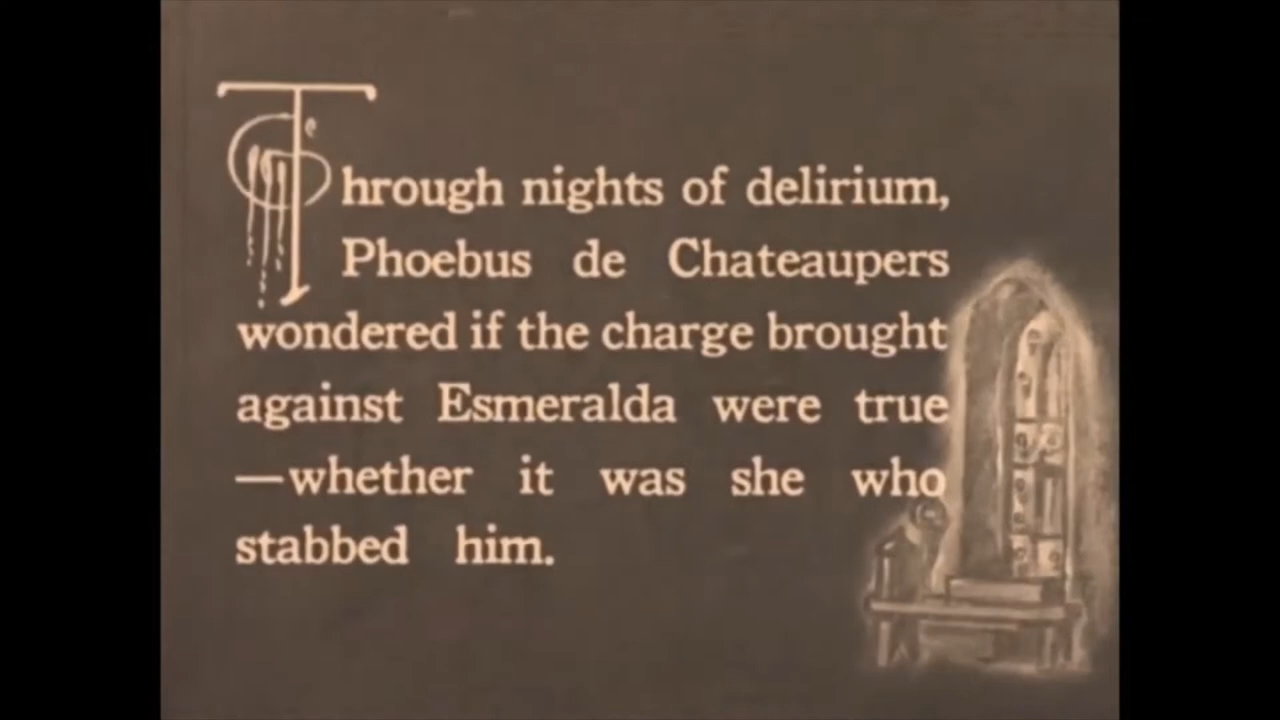 Through nights of delirium,
Phoebus de Chateaupers
wondered if the charge brought
against Esmeralda were true
—whether it was she who
stabbed him.